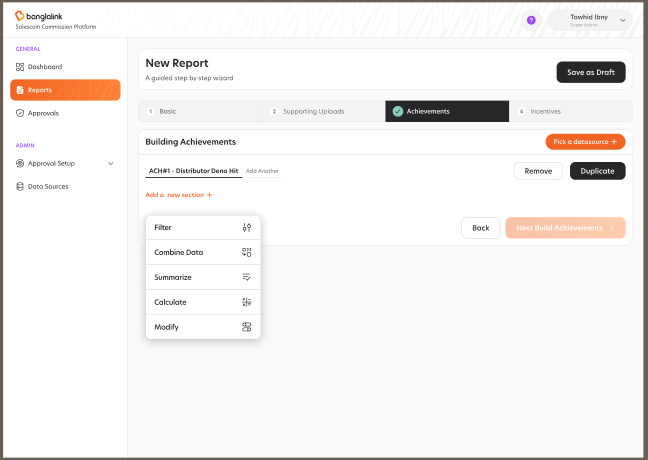 banglalink
Salescom Commission Platform
?
Towhid Ibny
Super Admin
GENERAL
Dashboard
Reports
Approvals
ADMIN
Approval Setup
Data Sources
New Report
A guided step by step wizard
Save as Draft
1 Basic
2 Supporting Uploads
Achievements
4 Incentives
Building Achievements
Pick a datasource +
ACH#1 - Distributor Deno Hit
Add Another
Remove
Duplicate
Add a new section +
Back
Next Build Achievements
Filter
Combine Data
Summarize
Calculate
Modify